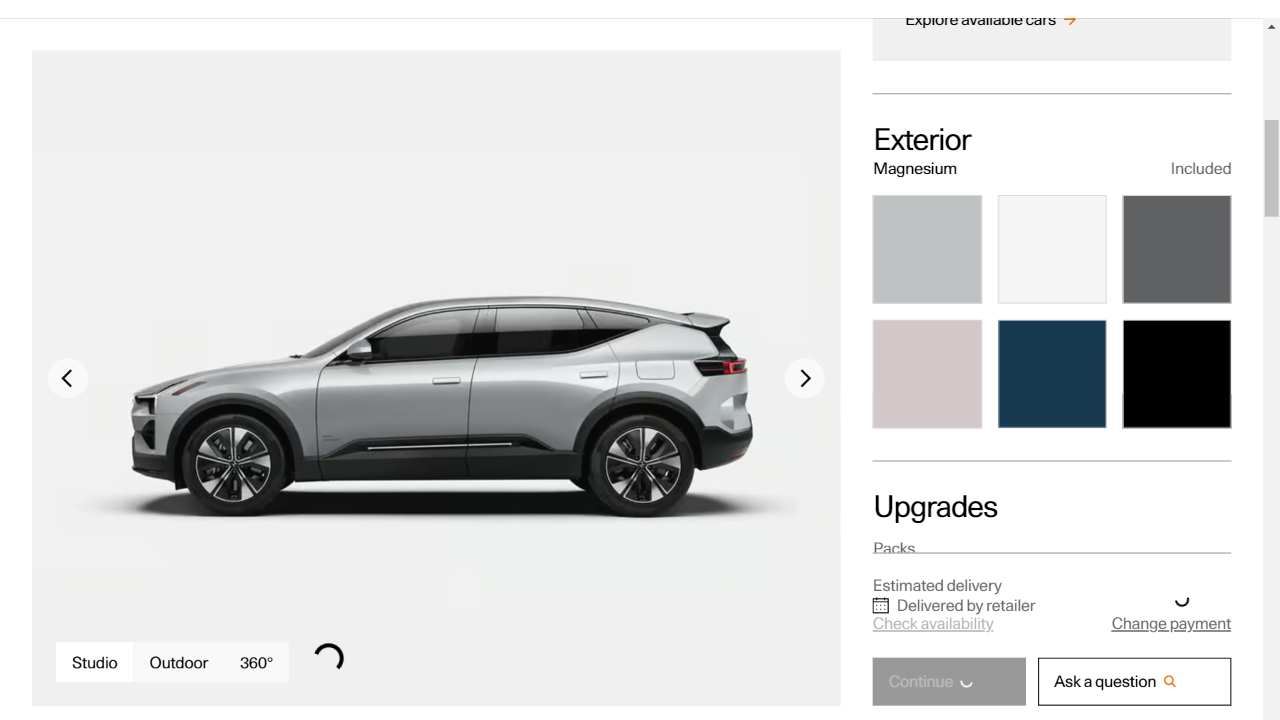 Explore available cars
Exterior
Magnesium
Included
Upgrades
Packs
Estimated delivery
Delivered by retailer
Check availability
Change payment
Studio
Outdoor
360°
Continue
Ask a question